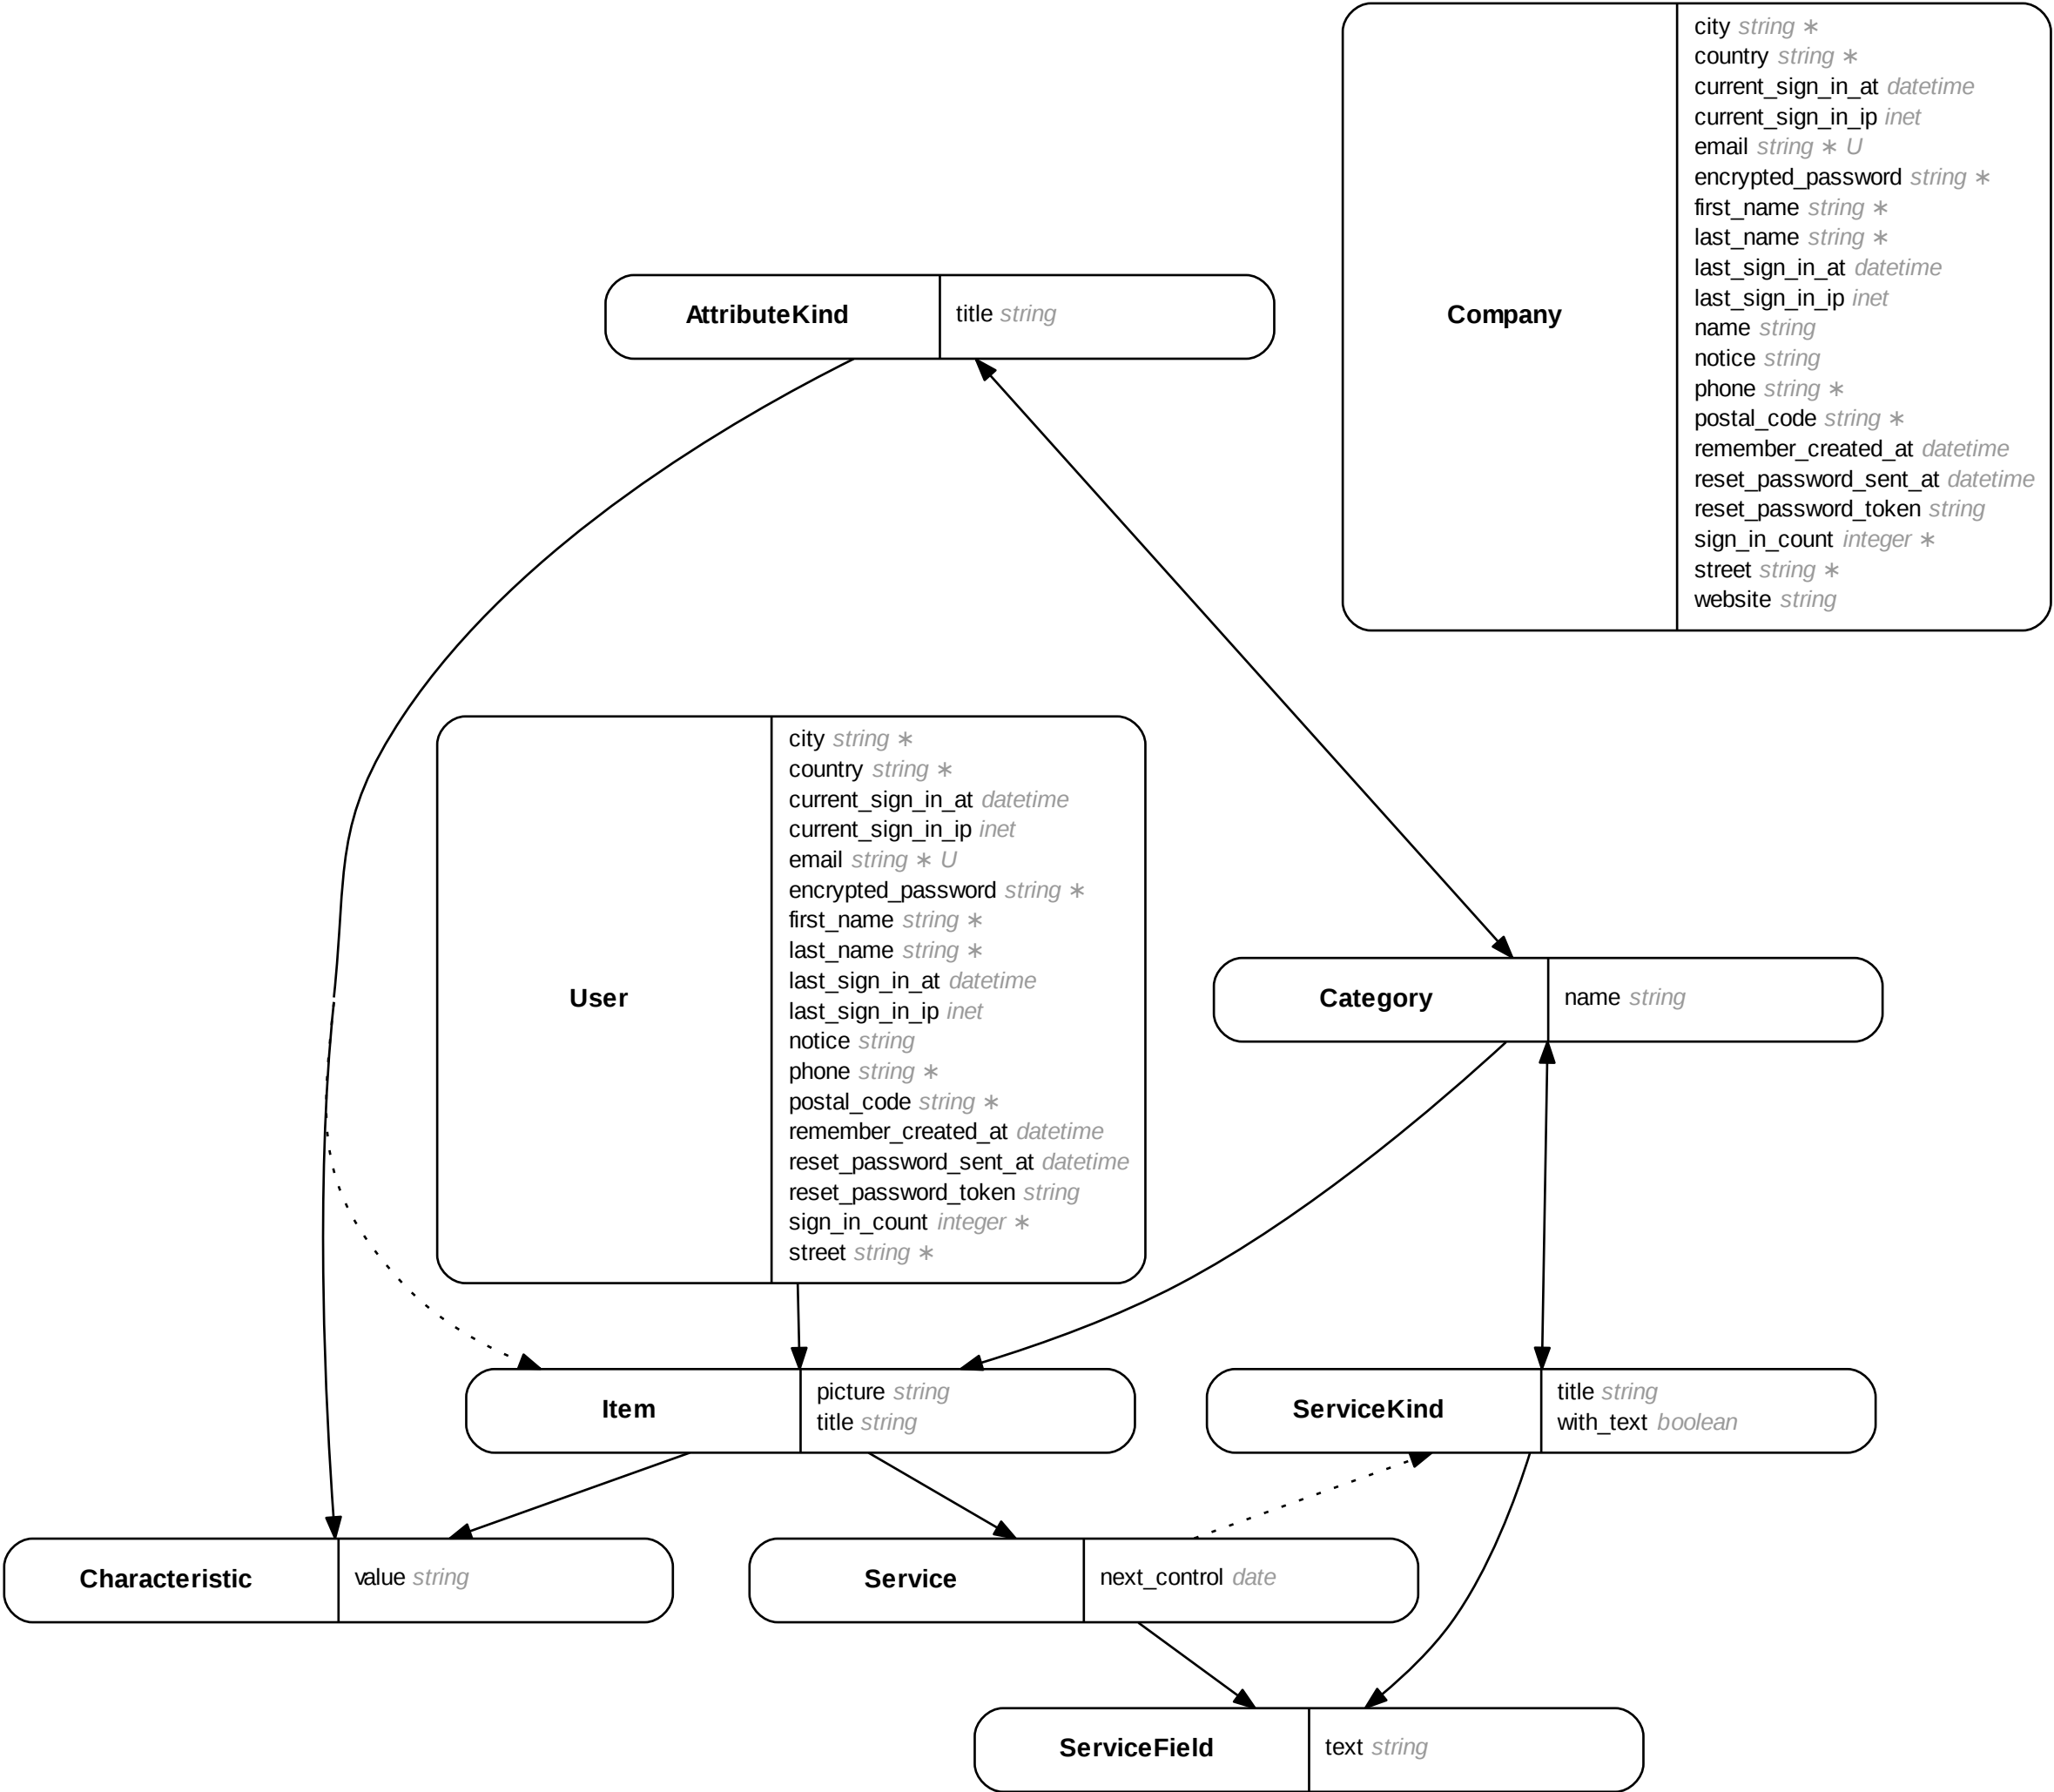 Company
city string ∗
country string ∗
current_sign_in_at datetime
current_sign_in_ip inet
email string ∗ U
encrypted_password string ∗
first_name string ∗
last_name string ∗
last_sign_in_at datetime
last_sign_in_ip inet
name string
notice string
phone string ∗
postal_code string ∗
remember_created_at datetime
reset_password_sent_at datetime
reset_password_token string
sign_in_count integer ∗
street string ∗
website string
AttributeKind
title string
User
city string ∗
country string ∗
current_sign_in_at datetime
current_sign_in_ip inet
email string ∗ U
encrypted_password string ∗
first_name string ∗
last_name string ∗
last_sign_in_at datetime
last_sign_in_ip inet
notice string
phone string ∗
postal_code string ∗
remember_created_at datetime
reset_password_sent_at datetime
reset_password_token string
sign_in_count integer ∗
street string ∗
Category
name string
Item
picture string
title string
ServiceKind
title string
with_text boolean
Characteristic
value string
Service
next_control date
ServiceField
text string